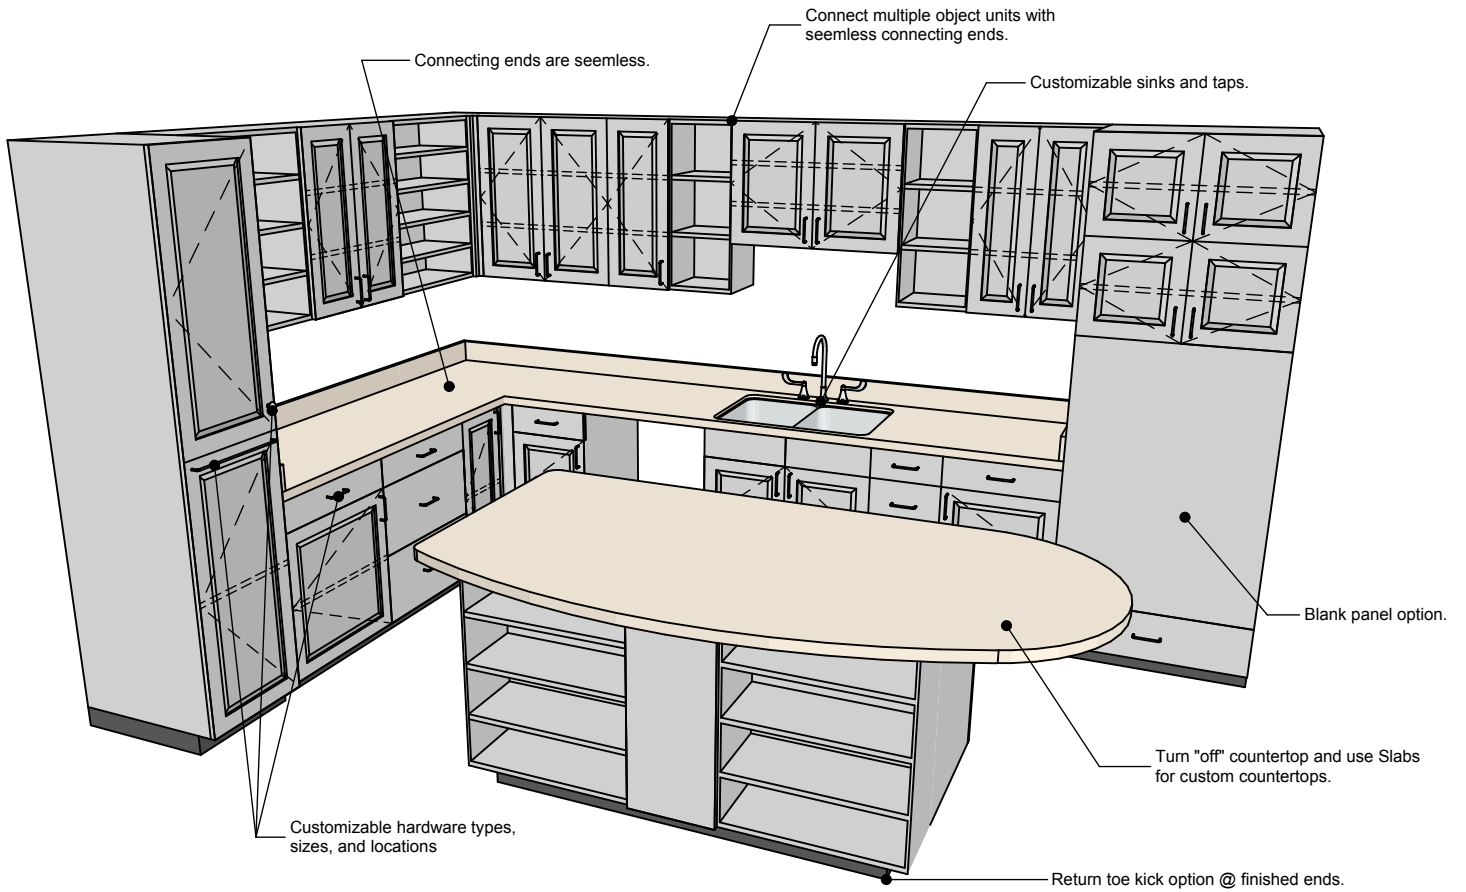 Connect multiple object units with
seemless connecting ends.
Connecting ends are seemless.
Customizable sinks and taps.
Blank panel option.
Turn "off" countertop and use Slabs
for custom countertops.
Customizable hardware types,
sizes, and locations
Return toe kick option @ finished ends.